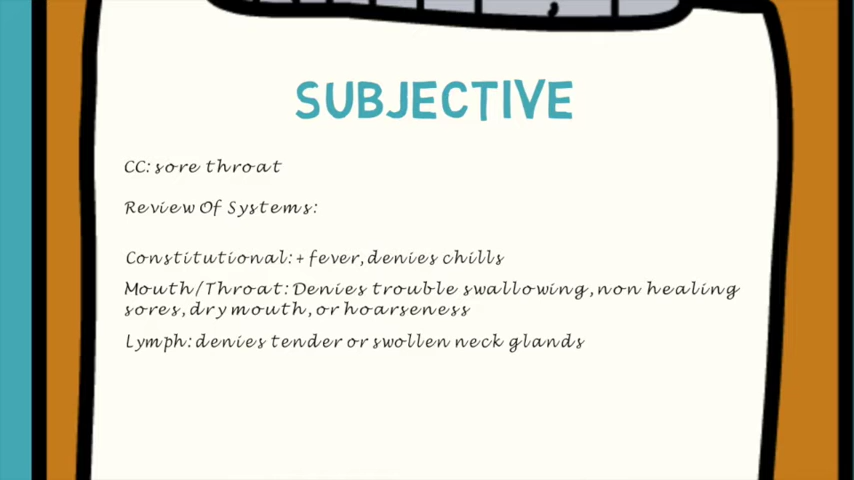 SUBJECTIVE
CC: sore throat
Review Of Systems:
Constitutional: + fever, denies chills
Mouth/Throat: Denies trouble swallowing, non healing
sores, dry mouth, or hoarseness
Lymph: denies tender or swollen neck glands